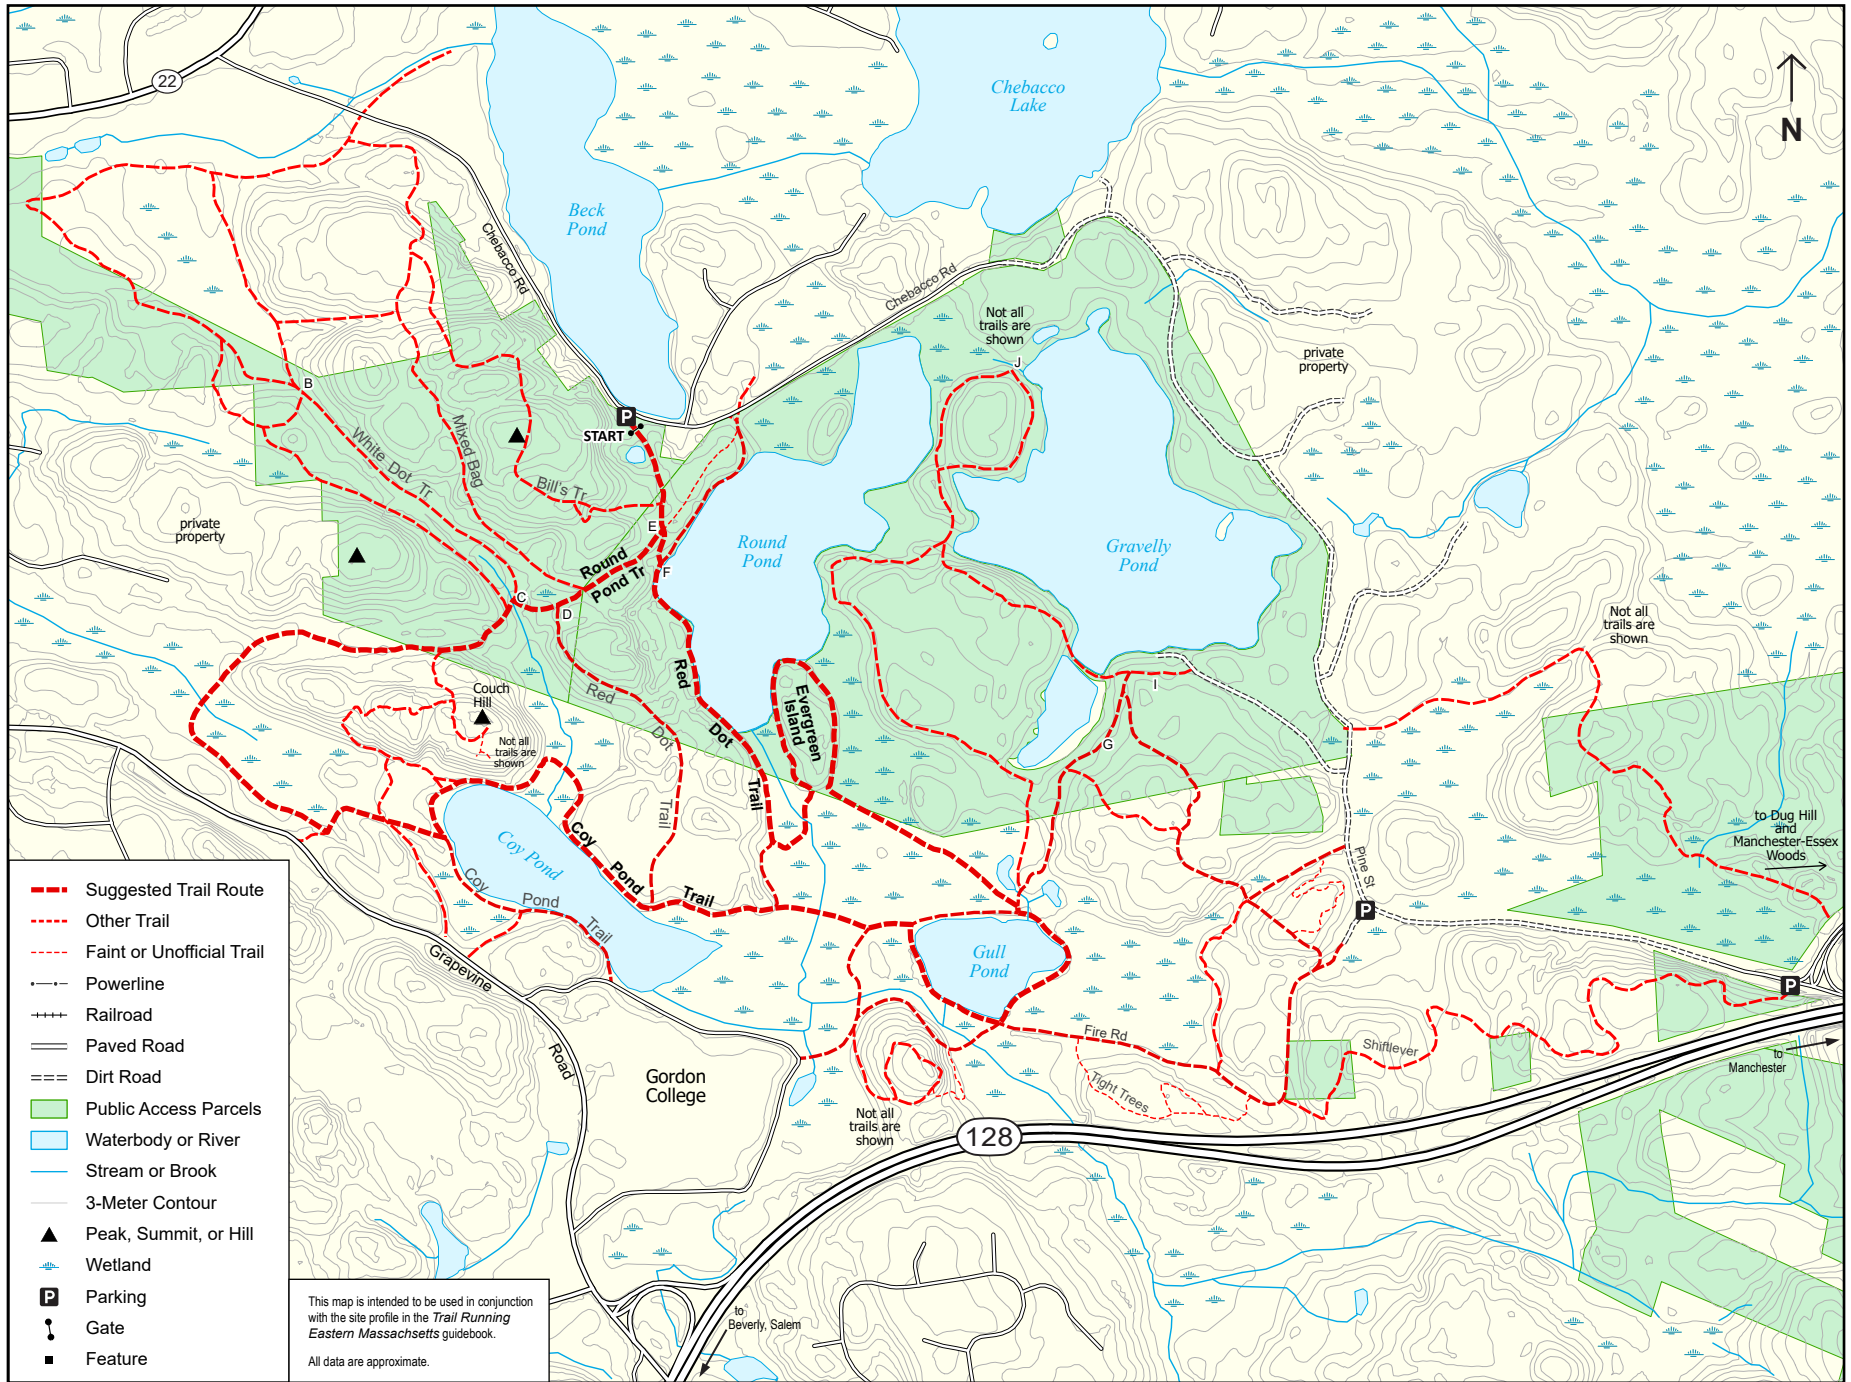 22
Chebacco
Lake
N
Beck
Pond
Chebacco Rd
Chebacco Rd
Not all
trails are
shown
J
private
property
B
P
START
White Dot Tr
Mixed Bag
Bill's Tr
E
private
property
Round
Pond
Gravelly
Pond
Round
Pond Tr
F
C
D
Not all
trails are
shown
Red
Dot
Trail
Evergreen
Island
I
Couch
Hill
Not all
trails are
shown
Red
Dot
Trail
G
to Dug Hill
and
Manchester-Essex
Woods
Coy Pond
Coy
Pond
Trail
Pine St
P
Coy
Pond
Trail
Gull
Pond
Grapevine
Road
P
Fire Rd
Shiftlever
to
Manchester
Tight Trees
Gordon
College
Not all
trails are
shown
128
to
Beverly, Salem
Suggested Trail Route
Other Trail
Faint or Unofficial Trail
Powerline
Railroad
Paved Road
Dirt Road
Public Access Parcels
Waterbody or River
Stream or Brook
3-Meter Contour
Peak, Summit, or Hill
Wetland
P Parking
Gate
Feature
This map is intended to be used in conjunction
with the site profile in the Trail Running
Eastern Massachsetts guidebook.
All data are approximate.